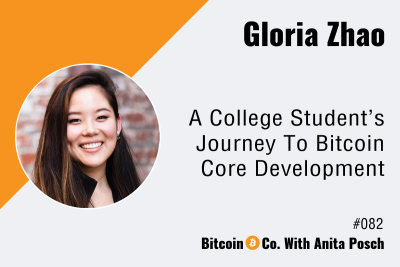 Gloria Zhao
A College Student's
Journey To Bitcoin
Core Development
#082
Bitcoin Co. With Anita Posch